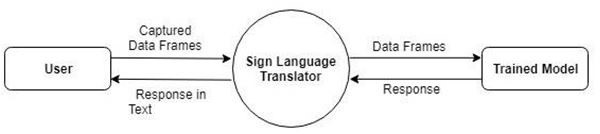 Captured
Data Frames
User
Response in
Text
Sign Language
Translator
Data Frames
Response
Trained Model